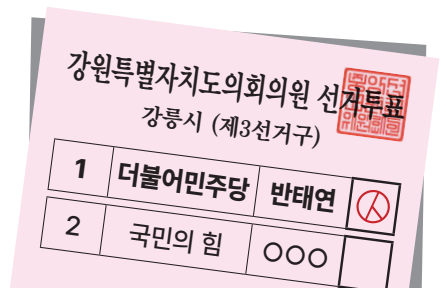 강원특별자치도의회의원 선거투표
강릉시 (제3선거구)
1 더불어민주당 반태연
2 국민의 힘 ○○○